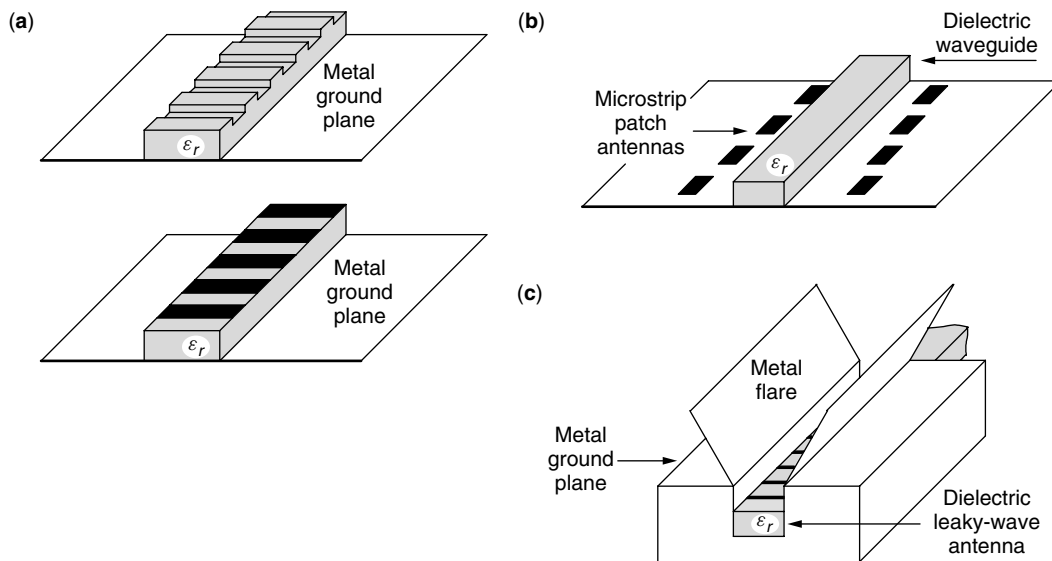 (a)
Metal
ground
plane
εr
Metal
ground
plane
εr
(b)
Dielectric
waveguide
Microstrip
patch
antennas
εr
(c)
Metal
flare
Metal
ground
plane
εr
Dielectric
leaky-wave
antenna